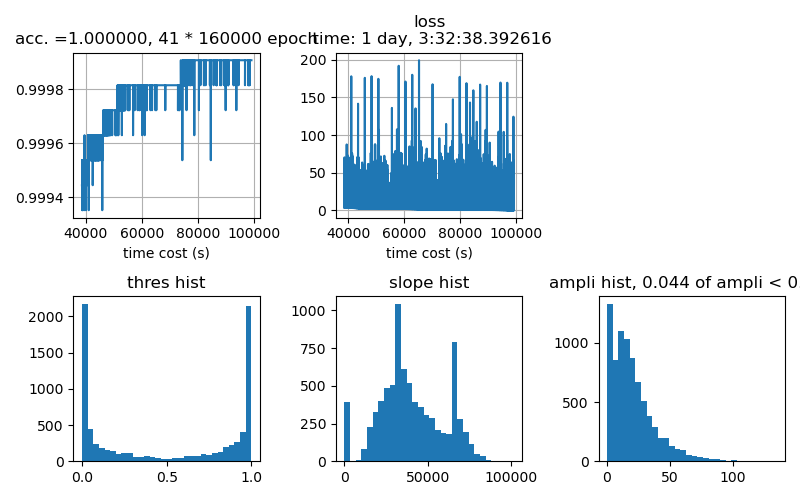 acc. =1.000000, 41 * 160000 epoch
loss
time: 1 day, 3:32:38.392616
0.9998
0.9996
0.9994
40000 60000 80000 100000
time cost (s)
200
150
100
50
0
40000 60000 80000 100000
time cost (s)
thres hist
2000
1500
1000
500
0
0.0 0.5 1.0
slope hist
1000
750
500
250
0
0 50000 100000
ampli hist, 0.044 of ampli < 0.
1000
500
0
0 50 100